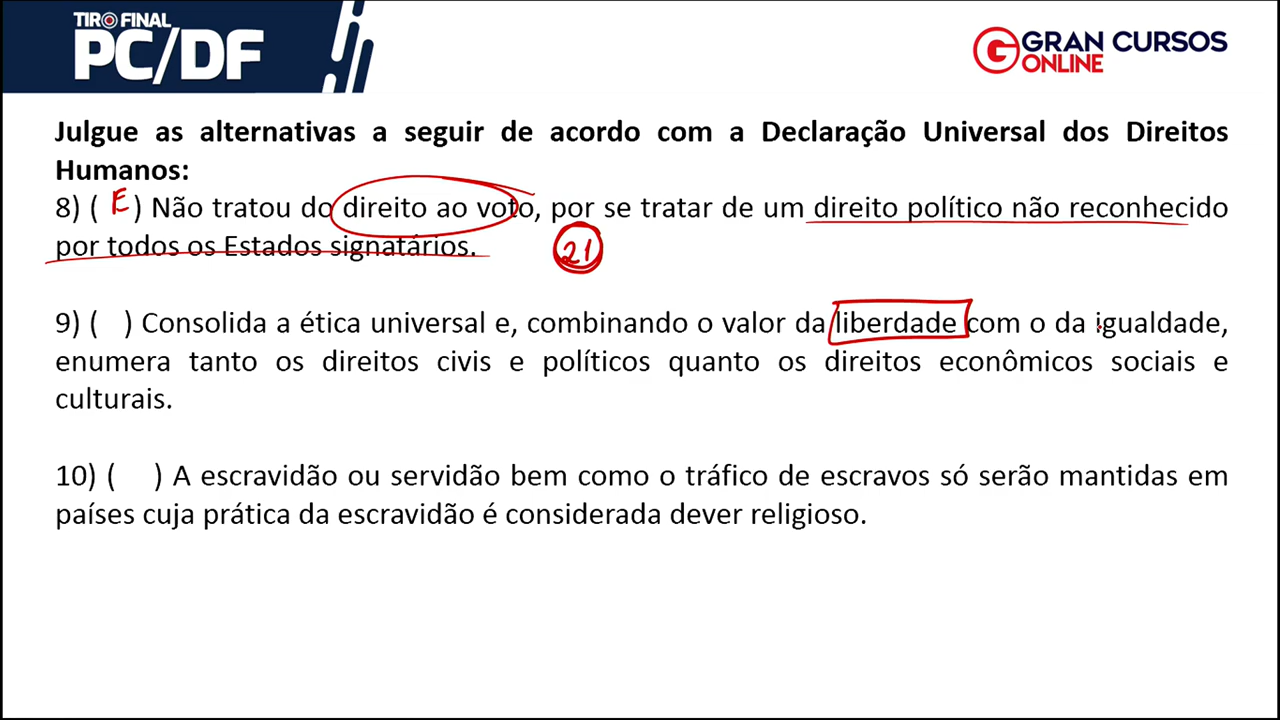 TIRO FINAL
PC/DF
GRAN CURSOS
ONLINE
Julgue as alternativas a seguir de acordo com a Declaração Universal dos Direitos
Humanos:
8) ( E ) Não tratou do direito ao voto, por se tratar de um direito político não reconhecido
por todos os Estados signatários.
21
9) ( ) Consolida a ética universal e, combinando o valor da liberdade com o da igualdade,
enumera tanto os direitos civis e políticos quanto os direitos econômicos sociais e
culturais.
10) ( ) A escravidão ou servidão bem como o tráfico de escravos só serão mantidas em
países cuja prática da escravidão é considerada dever religioso.